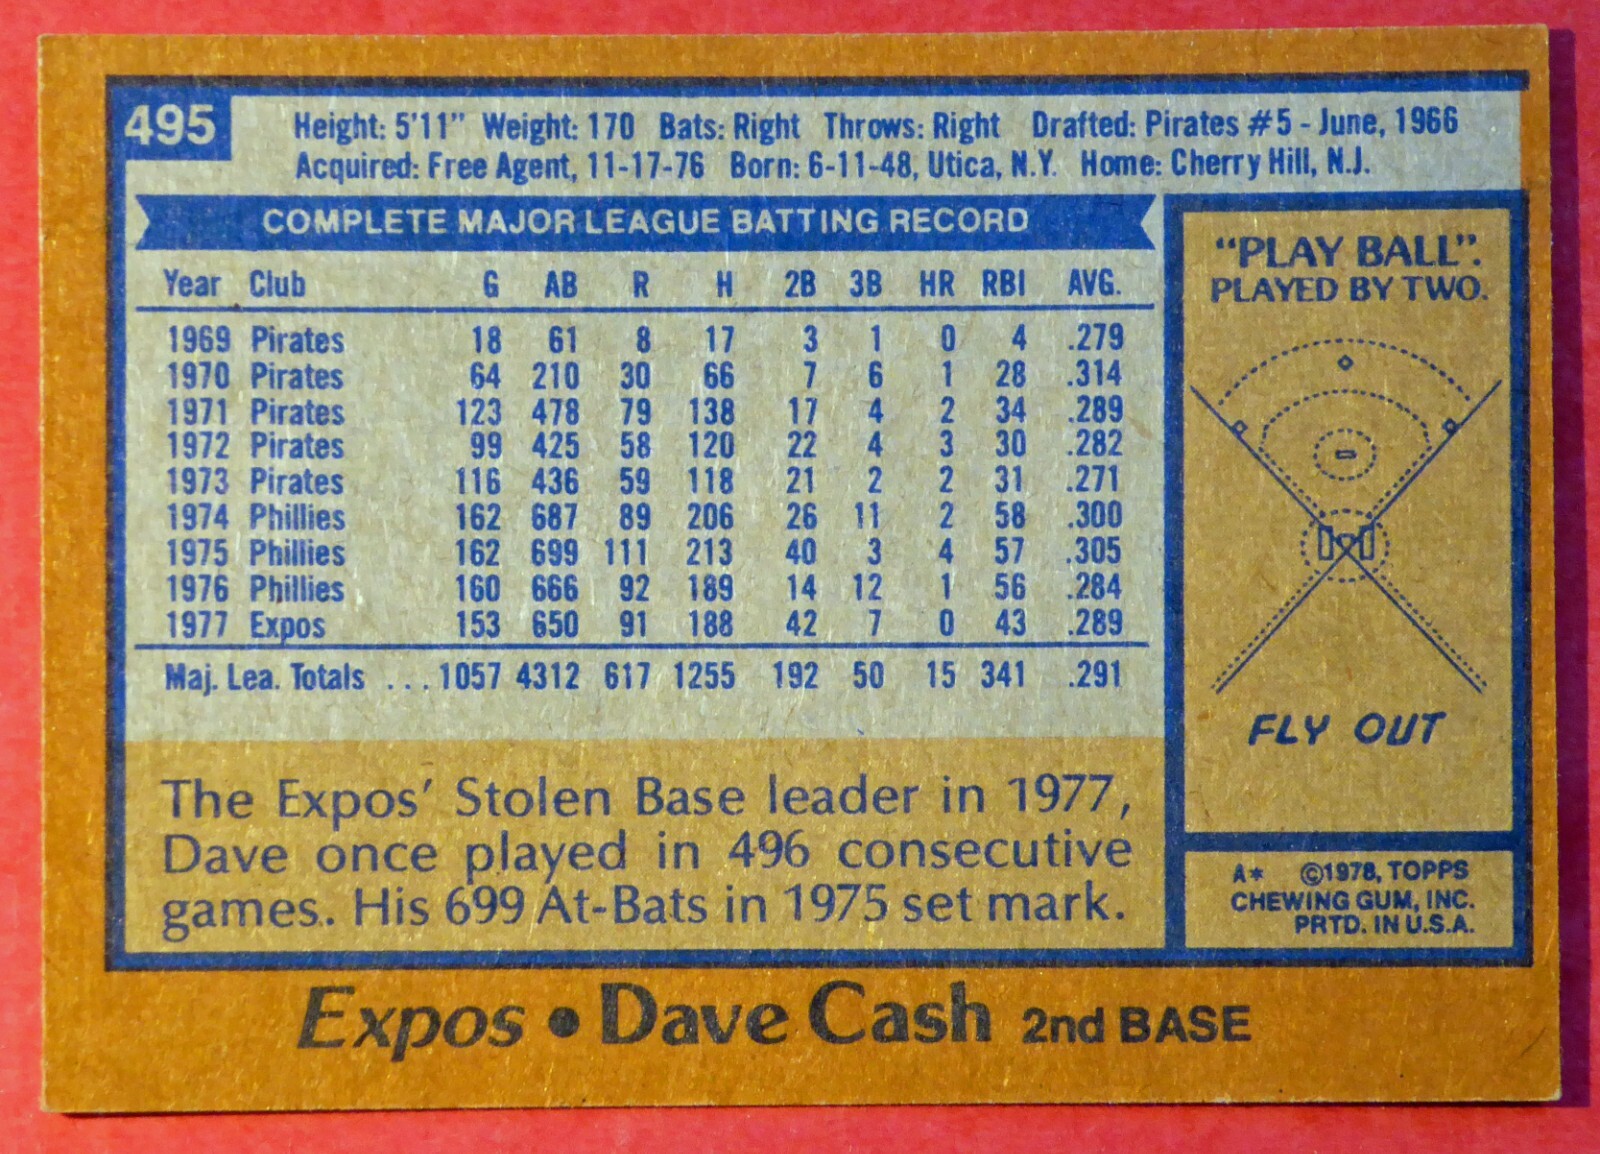 495
Height: 5'11" Weight: 170 Bats: Right Throws: Right Drafted: Pirates #5 - June, 1966
Acquired: Free Agent, 11-17-76 Born: 6-11-48, Utica, N.Y. Home: Cherry Hill, N.J.
COMPLETE MAJOR LEAGUE BATTING RECORD
Year Club G AB R H 2B 3B HR RBI AVG.
1969 Pirates 18 61 8 17 3 1 0 4 .279
1970 Pirates 64 210 30 66 7 6 1 28 .314
1971 Pirates 123 478 79 138 17 4 2 34 .289
1972 Pirates 99 425 58 120 22 4 3 30 .282
1973 Pirates 116 436 59 118 21 2 2 31 .271
1974 Phillies 162 687 89 206 26 11 2 58 .300
1975 Phillies 162 699 111 213 40 3 4 57 .305
1976 Phillies 160 666 92 189 14 12 1 56 .284
1977 Expos 153 650 91 188 42 7 0 43 .289
Maj. Lea. Totals ... 1057 4312 617 1255 192 50 15 341 .291
The Expos' Stolen Base leader in 1977,
Dave once played in 496 consecutive
games. His 699 At-Bats in 1975 set mark.
"PLAY BALL".
PLAYED BY TWO.
FLY OUT
A* ©1978, TOPPS
CHEWING GUM, INC.
PRTD. IN U.S.A.
Expos • Dave Cash 2nd BASE